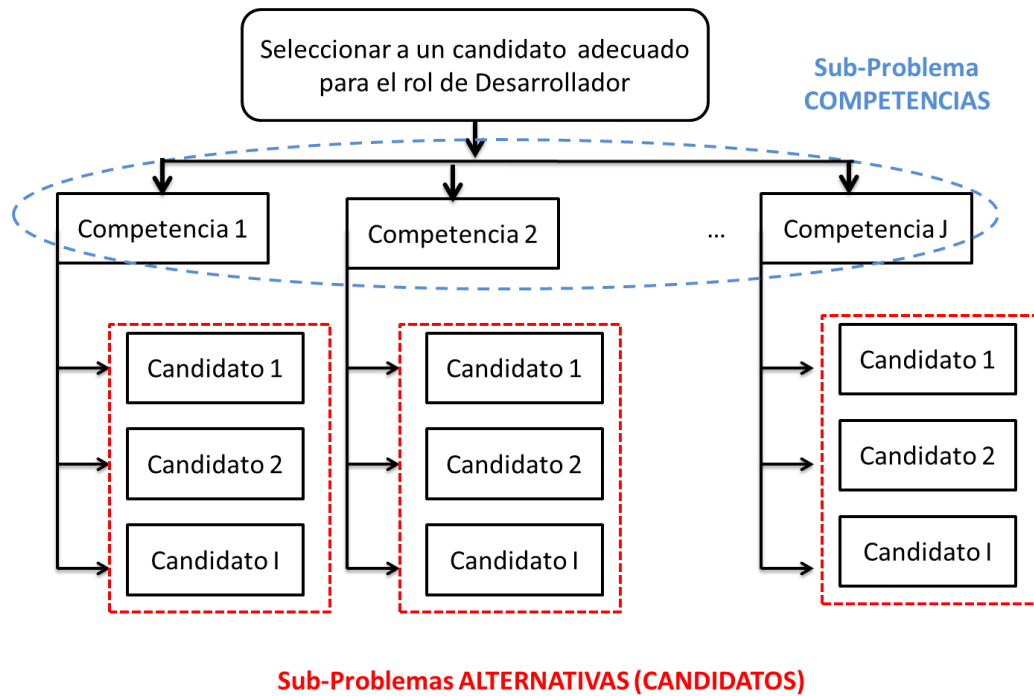 Seleccionar a un candidato adecuado
para el rol de Desarrollador
Sub-Problema
COMPETENCIAS
Competencia 1
Competencia 2
...
Competencia J
Candidato 1
Candidato 2
Candidato I
Candidato 1
Candidato 2
Candidato I
Candidato 1
Candidato 2
Candidato I
Sub-Problemas ALTERNATIVAS (CANDIDATOS)